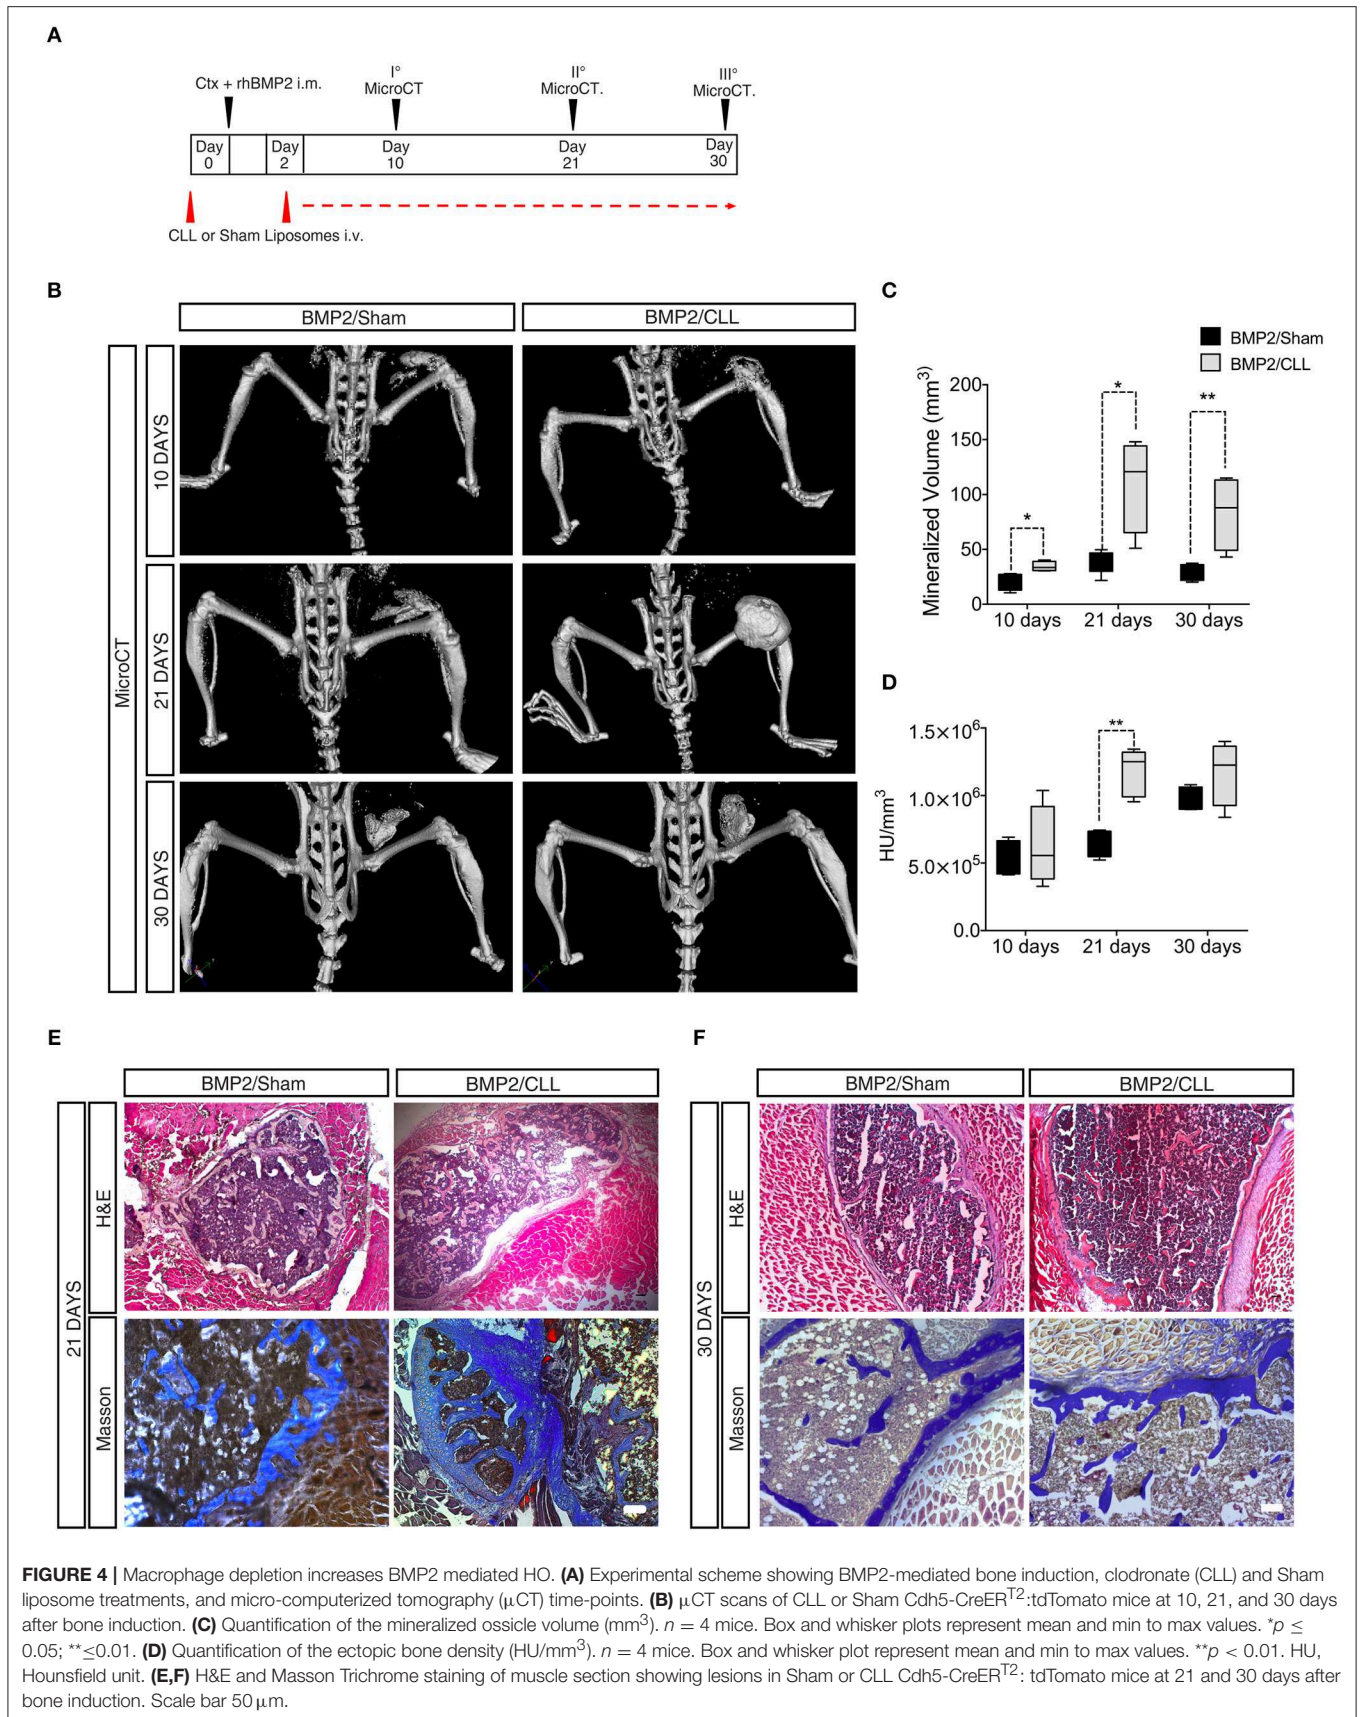 A
Ctx + rhBMP2 i.m.
I°
MicroCT
II°
MicroCT.
III°
MicroCT.
Day
0
Day
2
Day
10
Day
21
Day
30
CLL or Sham Liposomes i.v.
B
BMP2/Sham
BMP2/CLL
MicroCT
10 DAYS
21 DAYS
30 DAYS
C
BMP2/Sham
BMP2/CLL
Mineralized Volume (mm³)
200
150
100
50
0
*
*
**
10 days
21 days
30 days
D
HU/mm³
1.5×10⁶
1.0×10⁶
5.0×10⁵
0.0
**
10 days
21 days
30 days
E
BMP2/Sham
BMP2/CLL
21 DAYS
H&E
Masson
F
BMP2/Sham
BMP2/CLL
30 DAYS
H&E
Masson
FIGURE 4 | Macrophage depletion increases BMP2 mediated HO. (A) Experimental scheme showing BMP2-mediated bone induction, clodronate (CLL) and Sham
liposome treatments, and micro-computerized tomography (μCT) time-points. (B) μCT scans of CLL or Sham Cdh5-CreER^T2:tdTomato mice at 10, 21, and 30 days
after bone induction. (C) Quantification of the mineralized ossicle volume (mm³). n = 4 mice. Box and whisker plots represent mean and min to max values. *p ≤
0.05; **≤0.01. (D) Quantification of the ectopic bone density (HU/mm³). n = 4 mice. Box and whisker plot represent mean and min to max values. **p < 0.01. HU,
Hounsfield unit. (E,F) H&E and Masson Trichrome staining of muscle section showing lesions in Sham or CLL Cdh5-CreER^T2: tdTomato mice at 21 and 30 days after
bone induction. Scale bar 50 μm.